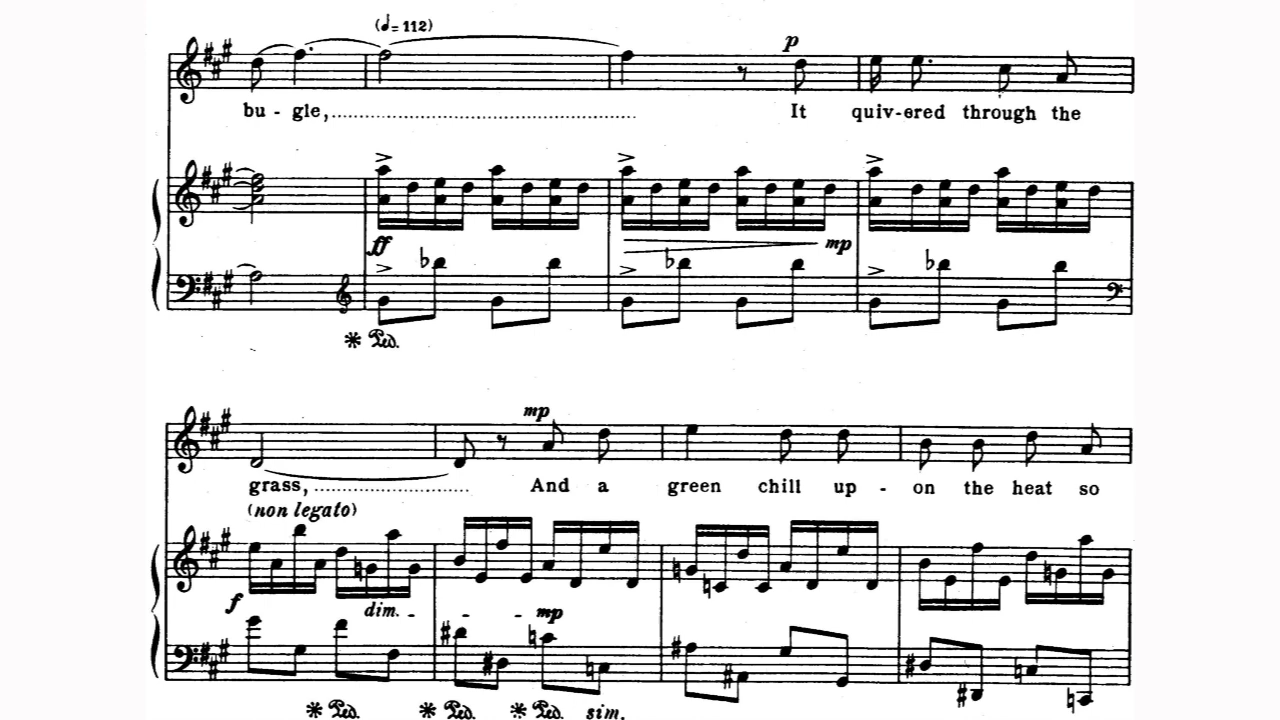 (𝅗𝅥=112)
p
bu - gle,.......................................................... It quiv-ered through the
ff mp
* Ped.
mp
grass,............................. And a green chill up - on the heat so
(non legato)
f dim. - - - mp
* Ped. * Ped. * Ped. sim.